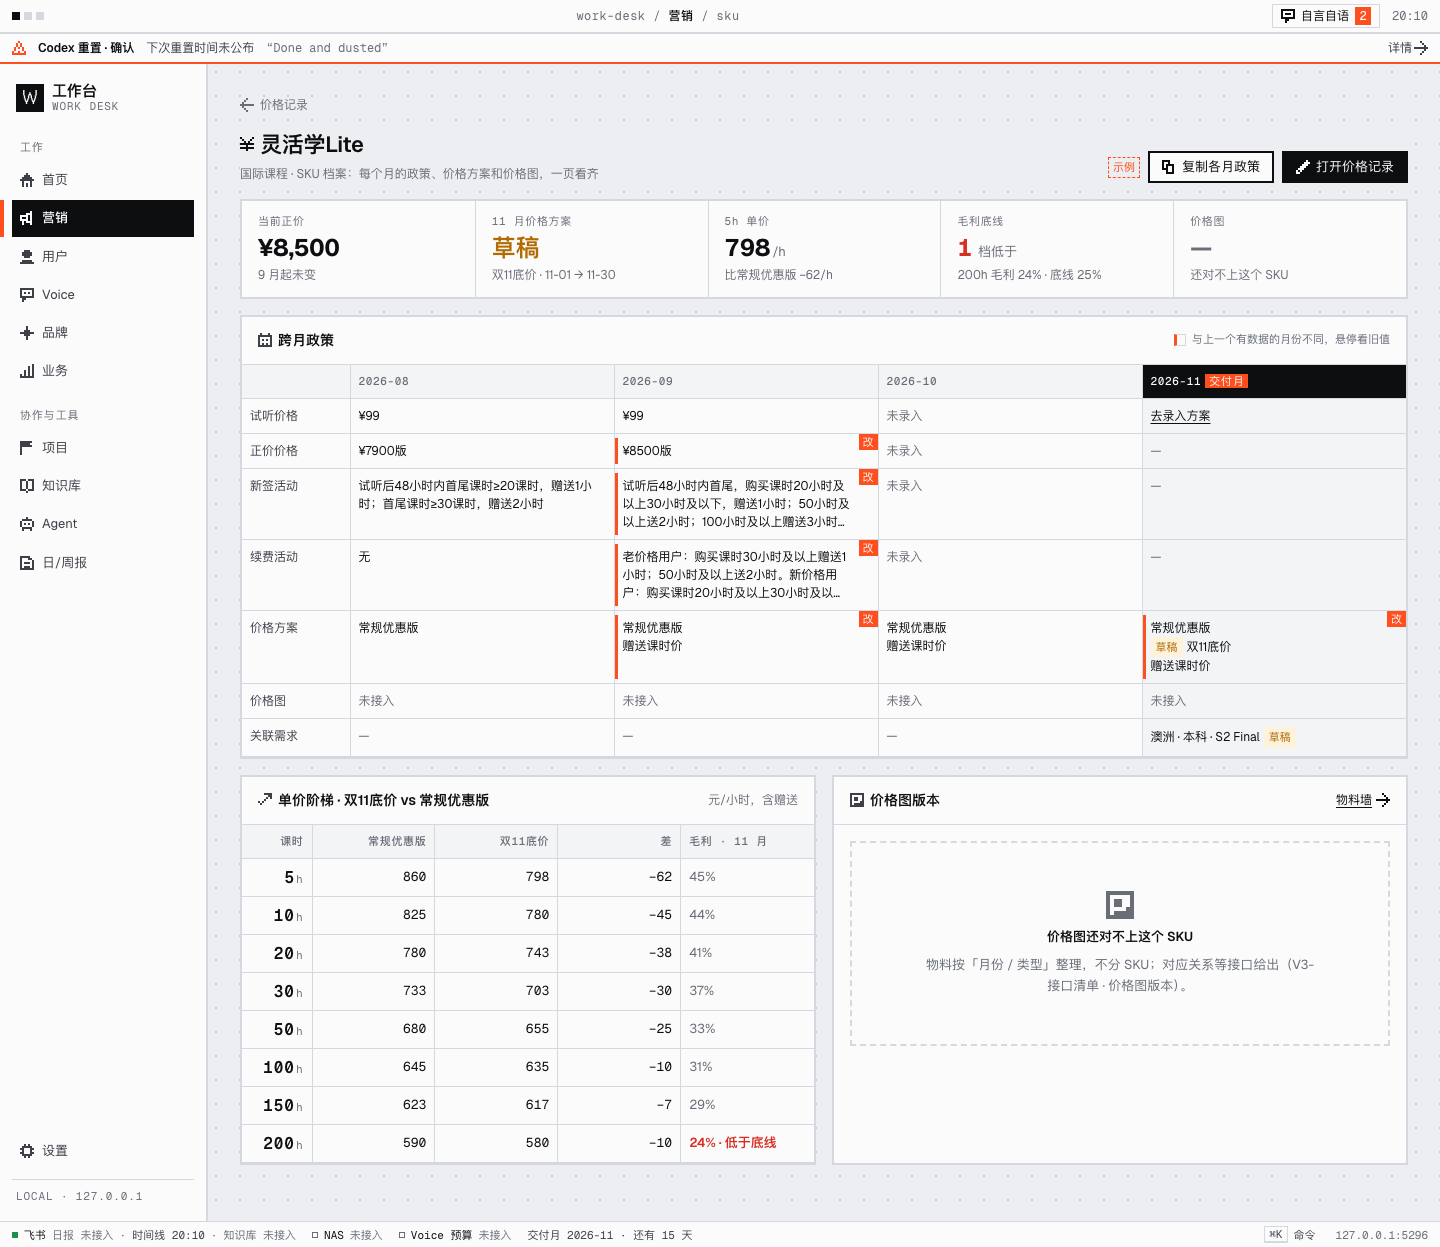 work-desk / 营销 / sku
自言自语 2
20:10
Codex 重置 · 确认 下次重置时间未公布 “Done and dusted”
详情
W 工作台
WORK DESK
工作
首页
营销
用户
Voice
品牌
业务
协作与工具
项目
知识库
Agent
日/周报
设置
LOCAL · 127.0.0.1
价格记录
灵活学Lite
国际课程 · SKU 档案：每个月的政策、价格方案和价格图，一页看齐
示例
复制各月政策
打开价格记录
当前正价
¥8,500
9 月起未变
11 月价格方案
草稿
双11底价 · 11-01 → 11-30
5h 单价
798 /h
比常规优惠版 −62/h
毛利底线
1 档低于
200h 毛利 24% · 底线 25%
价格图
—
还对不上这个 SKU
跨月政策
与上一个有数据的月份不同，悬停看旧值
2026-08 2026-09 2026-10 2026-11 交付月
试听价格 ¥99 ¥99 未录入 去录入方案
正价价格 ¥7900版 ¥8500版 改 未录入 —
新签活动
试听后48小时内首尾课时≥20课时，赠送1小
时；首尾课时≥30课时，赠送2小时
试听后48小时内首尾，购买课时20小时及
以上30小时及以下，赠送1小时；50小时及
以上送2小时；100小时及以上赠送3小时…
改
未录入
—
续费活动
无
老价格用户：购买课时30小时及以上赠送1
小时；50小时及以上送2小时。新价格用
户：购买课时20小时及以上30小时及以…
改
未录入
—
价格方案
常规优惠版
常规优惠版
赠送课时价
改
常规优惠版
赠送课时价
常规优惠版
草稿 双11底价
赠送课时价
改
价格图 未接入 未接入 未接入 未接入
关联需求 — — — 澳洲 · 本科 · S2 Final 草稿
单价阶梯 · 双11底价 vs 常规优惠版
元/小时，含赠送
课时 常规优惠版 双11底价 差 毛利 · 11 月
5 h 860 798 −62 45%
10 h 825 780 −45 44%
20 h 780 743 −38 41%
30 h 733 703 −30 37%
50 h 680 655 −25 33%
100 h 645 635 −10 31%
150 h 623 617 −7 29%
200 h 590 580 −10 24% · 低于底线
价格图版本
物料墙
价格图还对不上这个 SKU
物料按「月份 / 类型」整理，不分 SKU；对应关系等接口给出（V3-
接口清单 · 价格图版本）。
飞书 日报 未接入 · 时间线 20:10 · 知识库 未接入 NAS 未接入 Voice 预算 未接入 交付月 2026-11 · 还有 15 天
⌘K 命令 127.0.0.1:5296